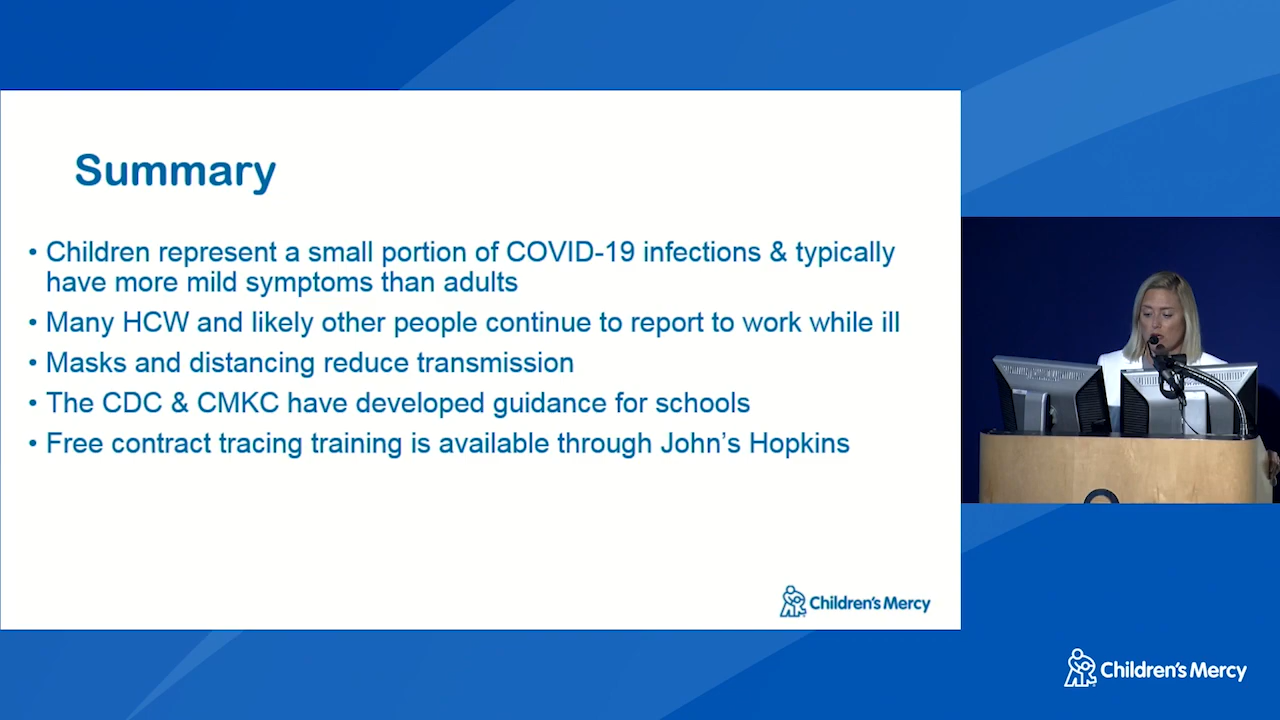 Summary
• Children represent a small portion of COVID-19 infections & typically
have more mild symptoms than adults
• Many HCW and likely other people continue to report to work while ill
• Masks and distancing reduce transmission
• The CDC & CMKC have developed guidance for schools
• Free contract tracing training is available through John's Hopkins
Children's Mercy
Children's Mercy